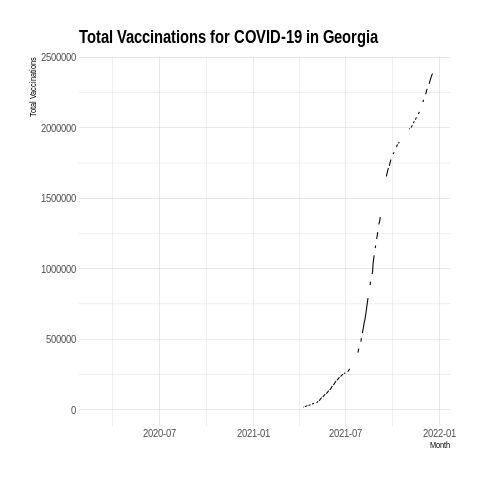 Total Vaccinations for COVID-19 in Georgia
Total Vaccinations
2500000
2000000
1500000
1000000
500000
0
2020-07 2021-01 2021-07 2022-01
Month